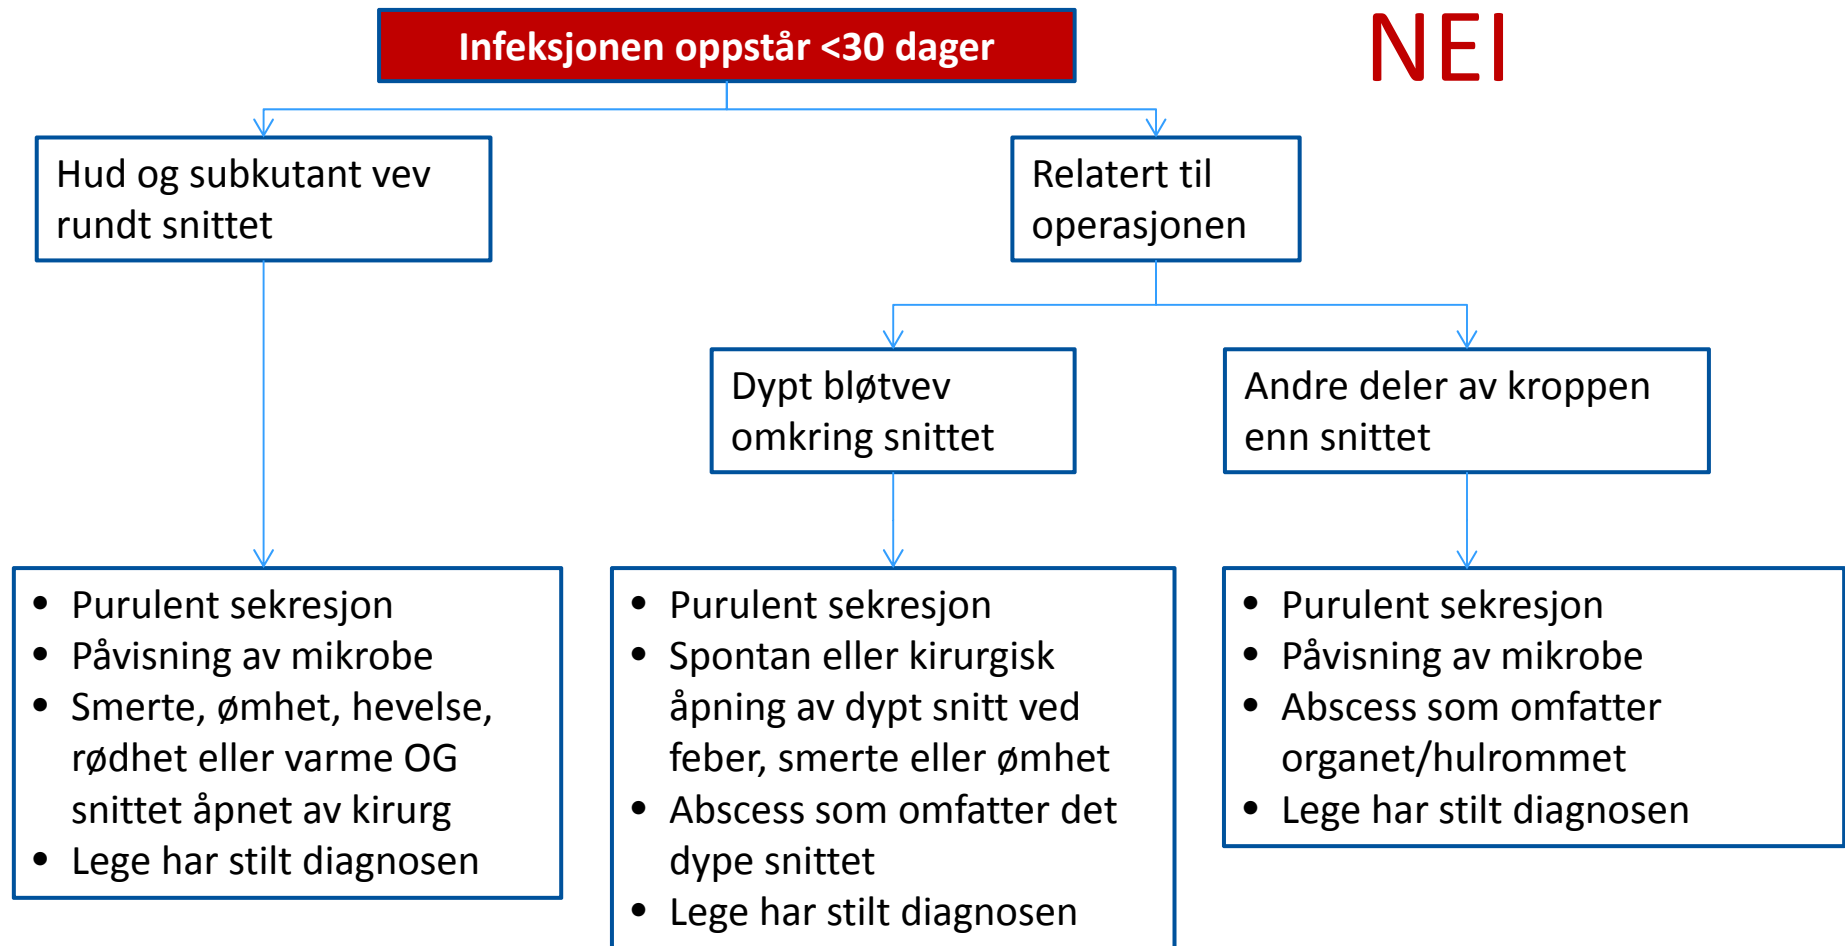 Infeksjonen oppstår <30 dager
NEI
Hud og subkutant vev
rundt snittet
Relatert til
operasjonen
Dypt bløtvev
omkring snittet
Andre deler av kroppen
enn snittet
• Purulent sekresjon
• Påvisning av mikrobe
• Smerte, ømhet, hevelse,
rødhet eller varme OG
snittet åpnet av kirurg
• Lege har stilt diagnosen
• Purulent sekresjon
• Spontan eller kirurgisk
åpning av dypt snitt ved
feber, smerte eller ømhet
• Abscess som omfatter det
dype snittet
• Lege har stilt diagnosen
• Purulent sekresjon
• Påvisning av mikrobe
• Abscess som omfatter
organet/hulrommet
• Lege har stilt diagnosen